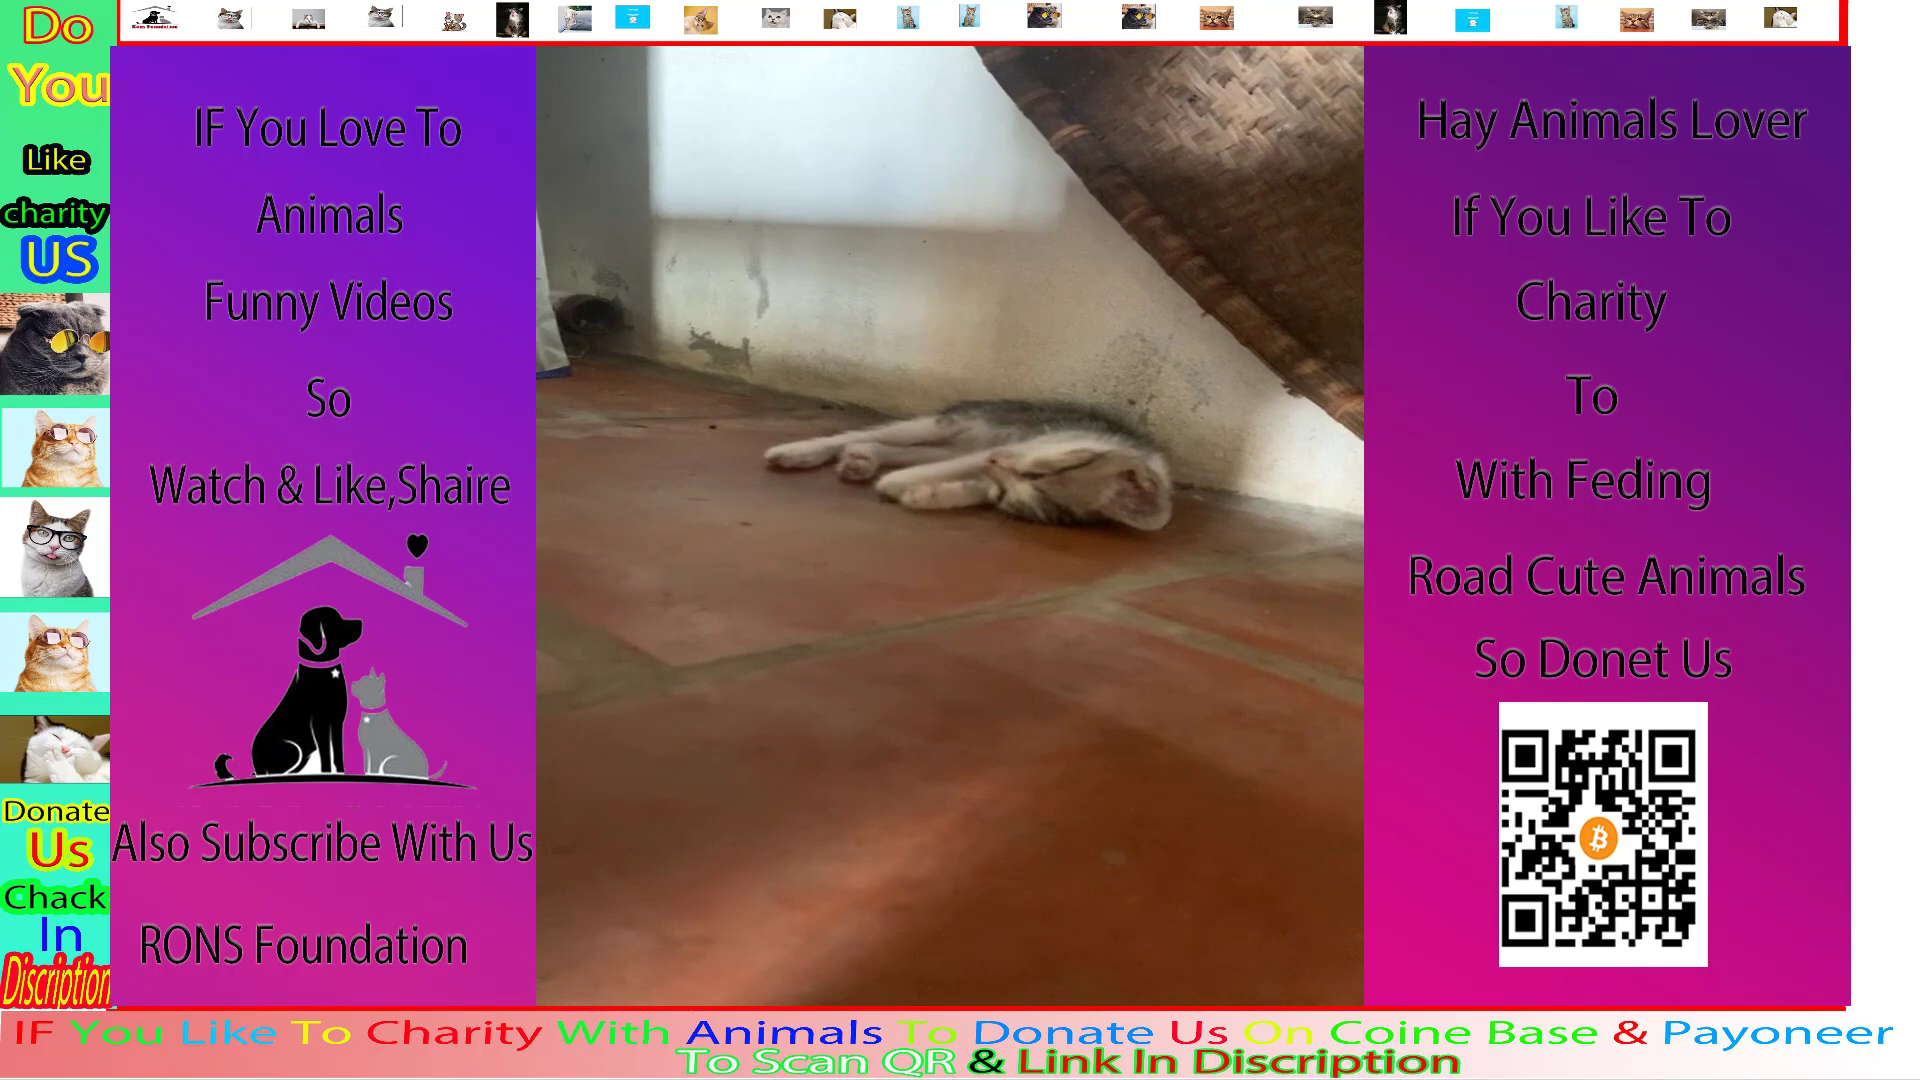 Do
You
Like
charity
US
Donate
Us
Chack
In
Discription
IF You Love To
Animals
Funny Videos
So
Watch & Like,Shaire
Also Subscribe With Us
RONS Foundation
Hay Animals Lover
If You Like To
Charity
To
With Feding
Road Cute Animals
So Donet Us
IF You Like To Charity With Animals To Donate Us On Coine Base & Payoneer
To Scan QR & Link In Discription